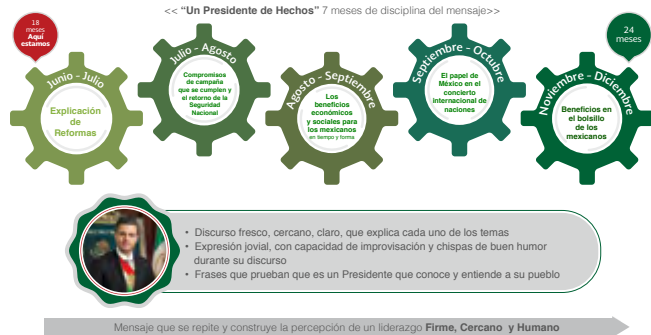 << "Un Presidente de Hechos" 7 meses de disciplina del mensaje>>
18
meses
Aquí
estamos
24
meses
Junio - Julio
Explicación
de
Reformas
Julio - Agosto
Compromisos
de campaña
que se cumplen y
el retorno de la
Seguridad
Nacional
Agosto - Septiembre
Los
beneficios
económicos
y sociales para
los mexicanos
en tiempo y forma
Septiembre - Octubre
El papel de
México en el
concierto
internacional de
naciones
Noviembre - Diciembre
Beneficios en
el bolsillo
de los
mexicanos
• Discurso fresco, cercano, claro, que explica cada uno de los temas
• Expresión jovial, con capacidad de improvisación y chispas de buen humor
durante su discurso
• Frases que prueban que es un Presidente que conoce y entiende a su pueblo
Mensaje que se repite y construye la percepción de un liderazgo Firme, Cercano y Humano